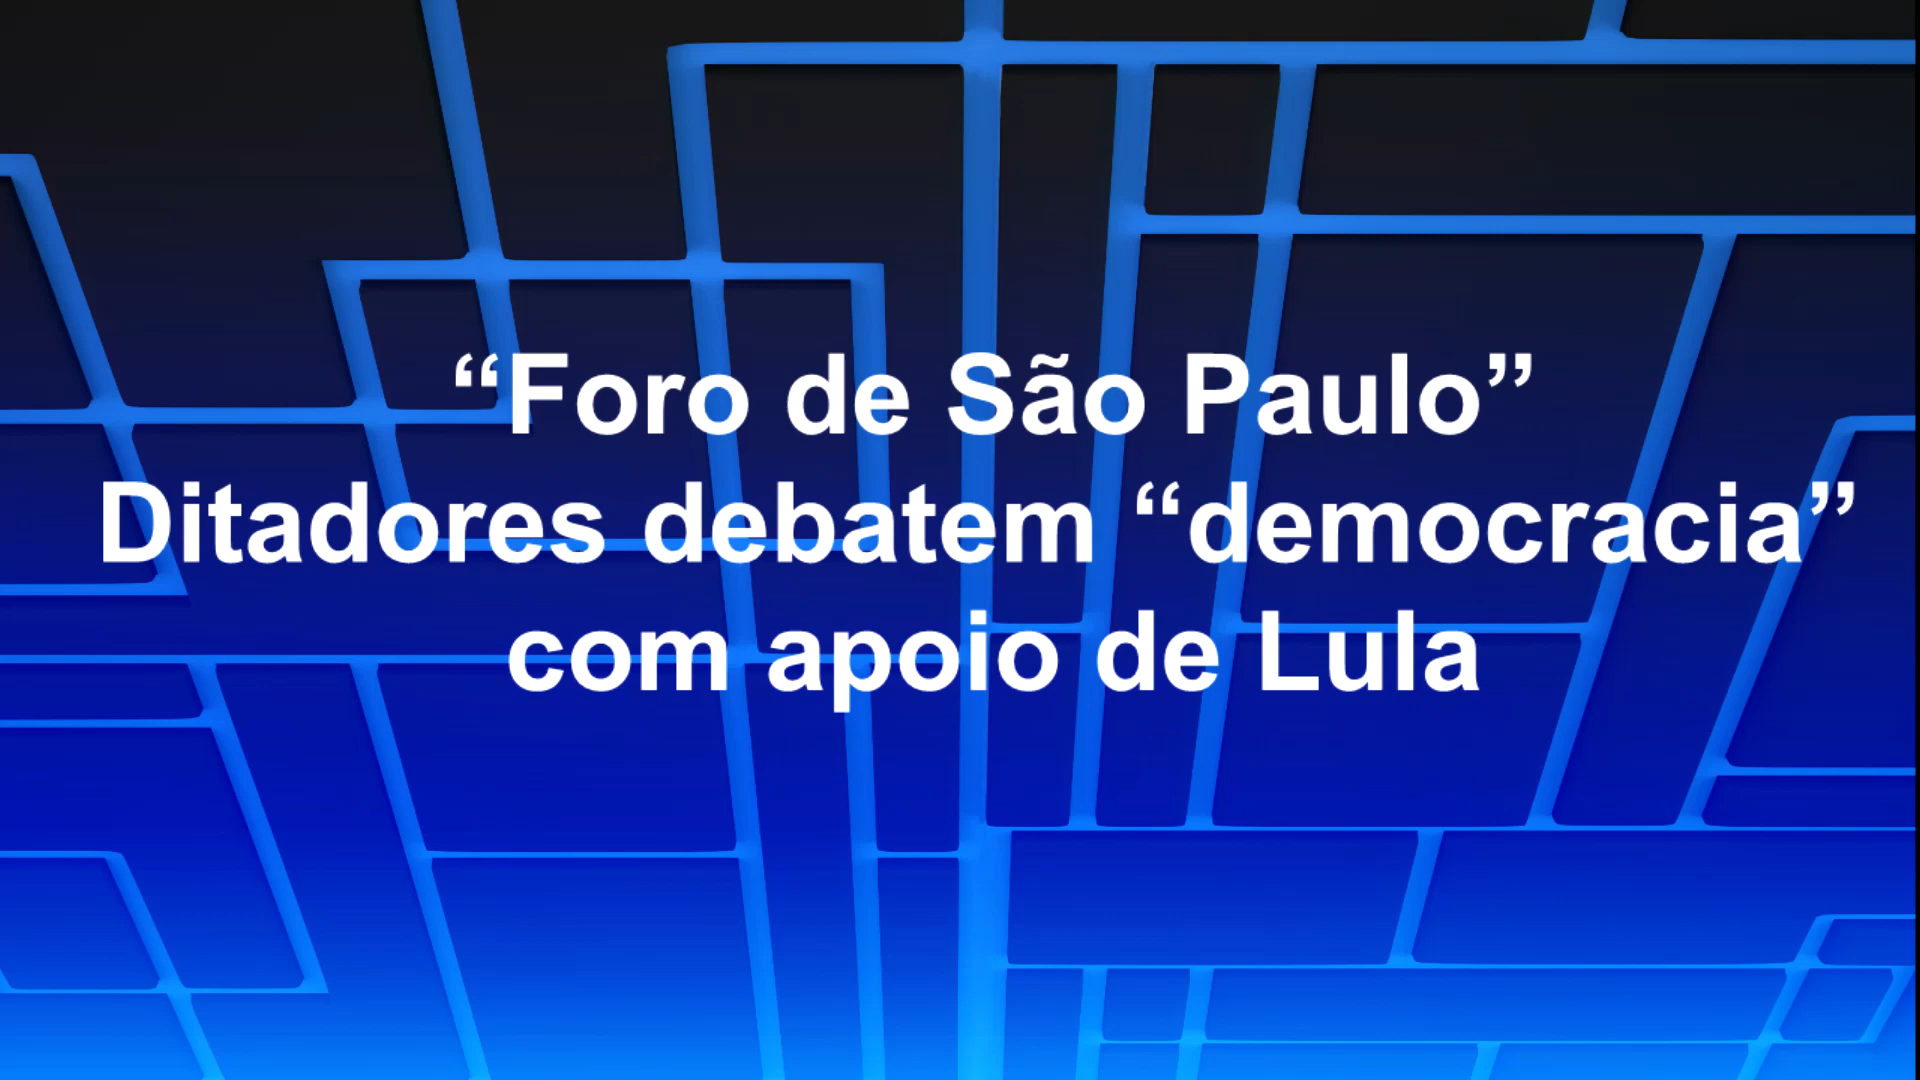 “Foro de São Paulo”
Ditadores debatem “democracia”
com apoio de Lula